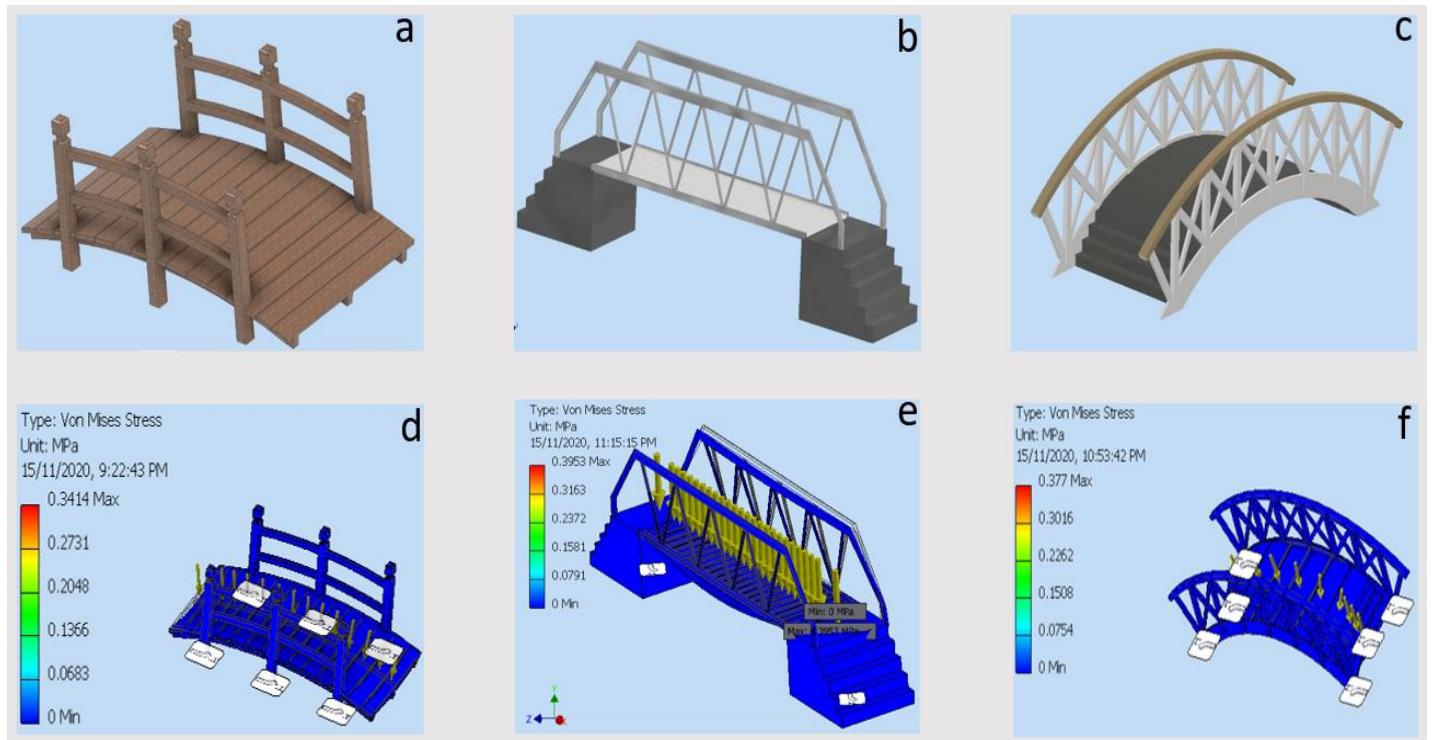 a
b
c
Type: Von Mises Stress
Unit: MPa
15/11/2020, 9:22:43 PM
0.3414 Max
0.2731
0.2048
0.1366
0.0683
0 Min
d
Type: Von Mises Stress
Unit: MPa
15/11/2020, 11:15:15 PM
0.3953 Max
0.3163
0.2372
0.1581
0.0791
0 Min
Min: 0 MPa
Max:
Y
Z
e
Type: Von Mises Stress
Unit: MPa
15/11/2020, 10:53:42 PM
0.377 Max
0.3016
0.2262
0.1508
0.0754
0 Min
f